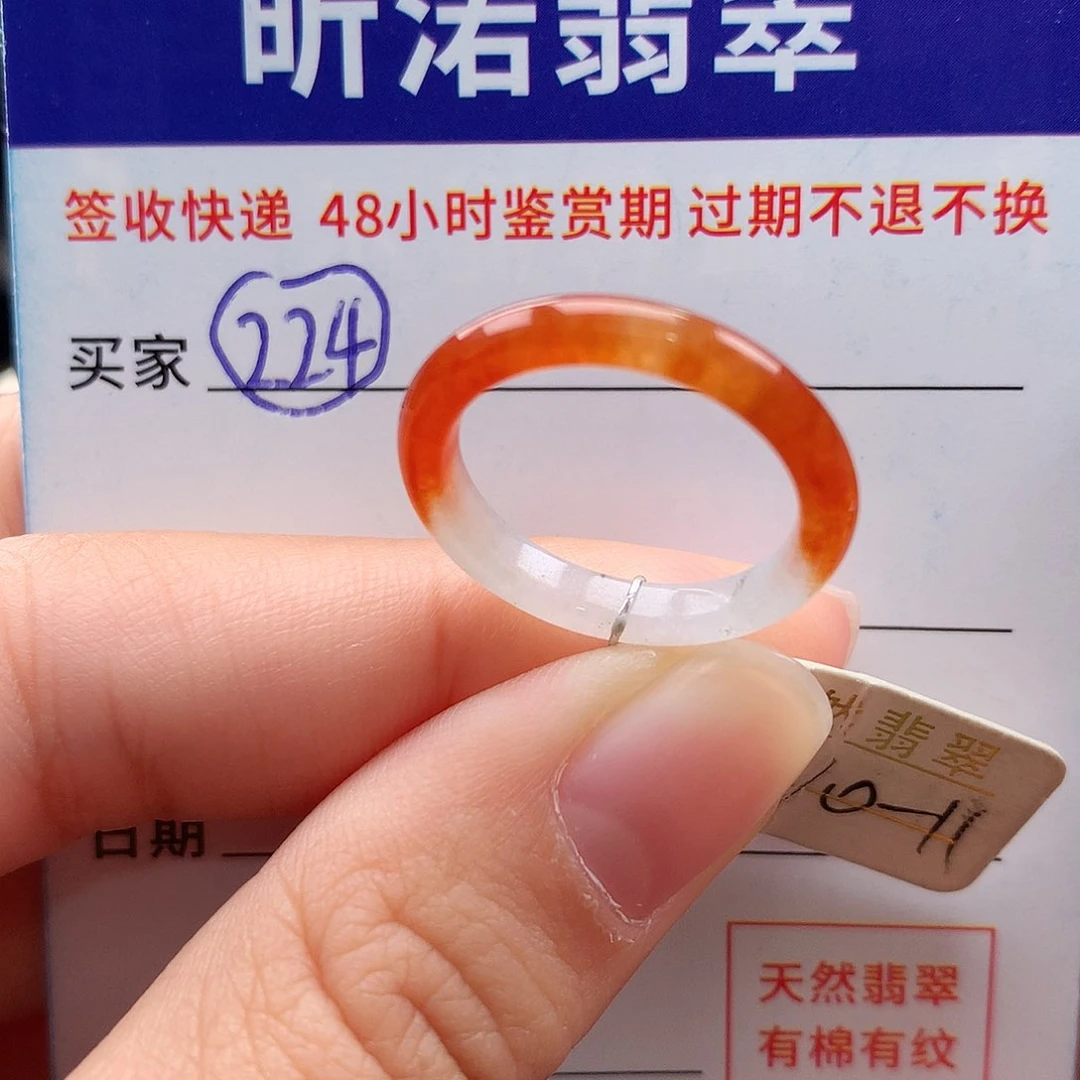 昕洁翡翠
签收快递 48小时鉴赏期 过期不退不换
买家 224
日期
翡翠
天然翡翠
有棉有纹